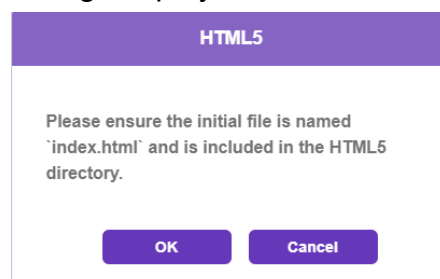 HTML5
Please ensure the initial file is named
`index.html` and is included in the HTML5
directory.
OK
Cancel